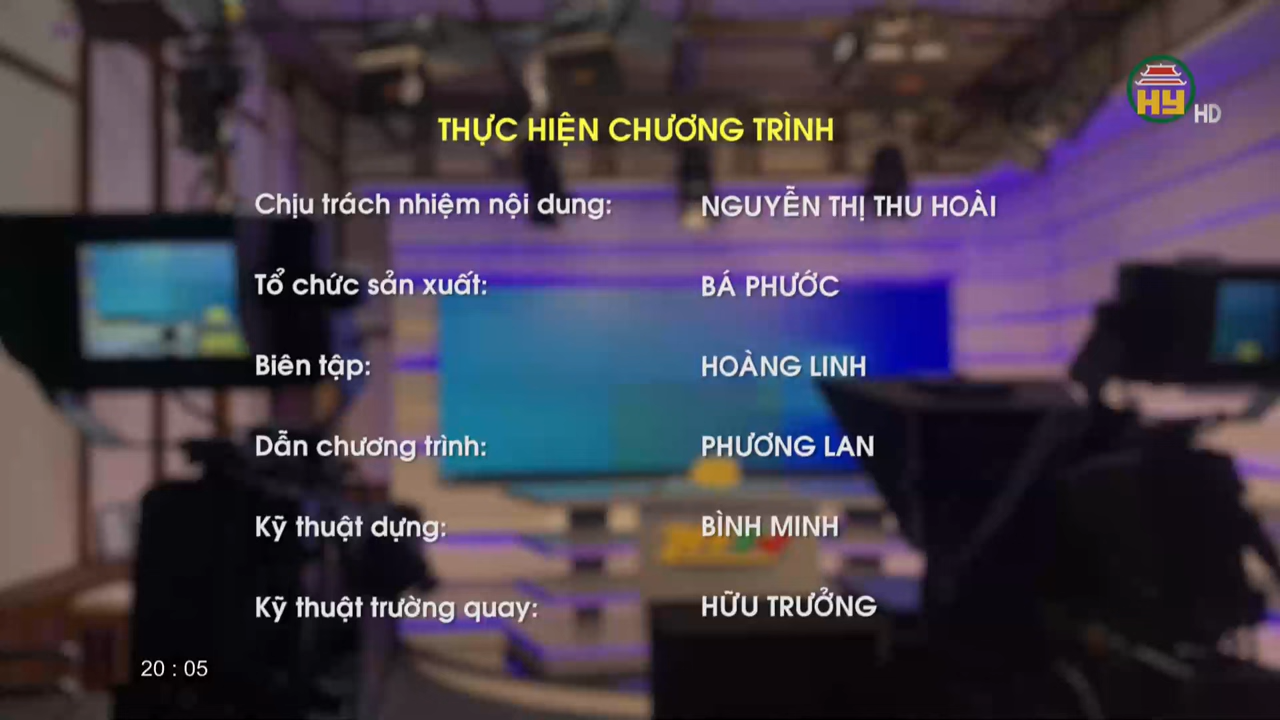 THỰC HIỆN CHƯƠNG TRÌNH
HY HD
Chịu trách nhiệm nội dung: NGUYỄN THỊ THU HOÀI
Tổ chức sản xuất: BÁ PHƯỚC
Biên tập: HOÀNG LINH
Dẫn chương trình: PHƯƠNG LAN
Kỹ thuật dựng: BÌNH MINH
Kỹ thuật trường quay: HỮU TRƯỞNG
20 : 05